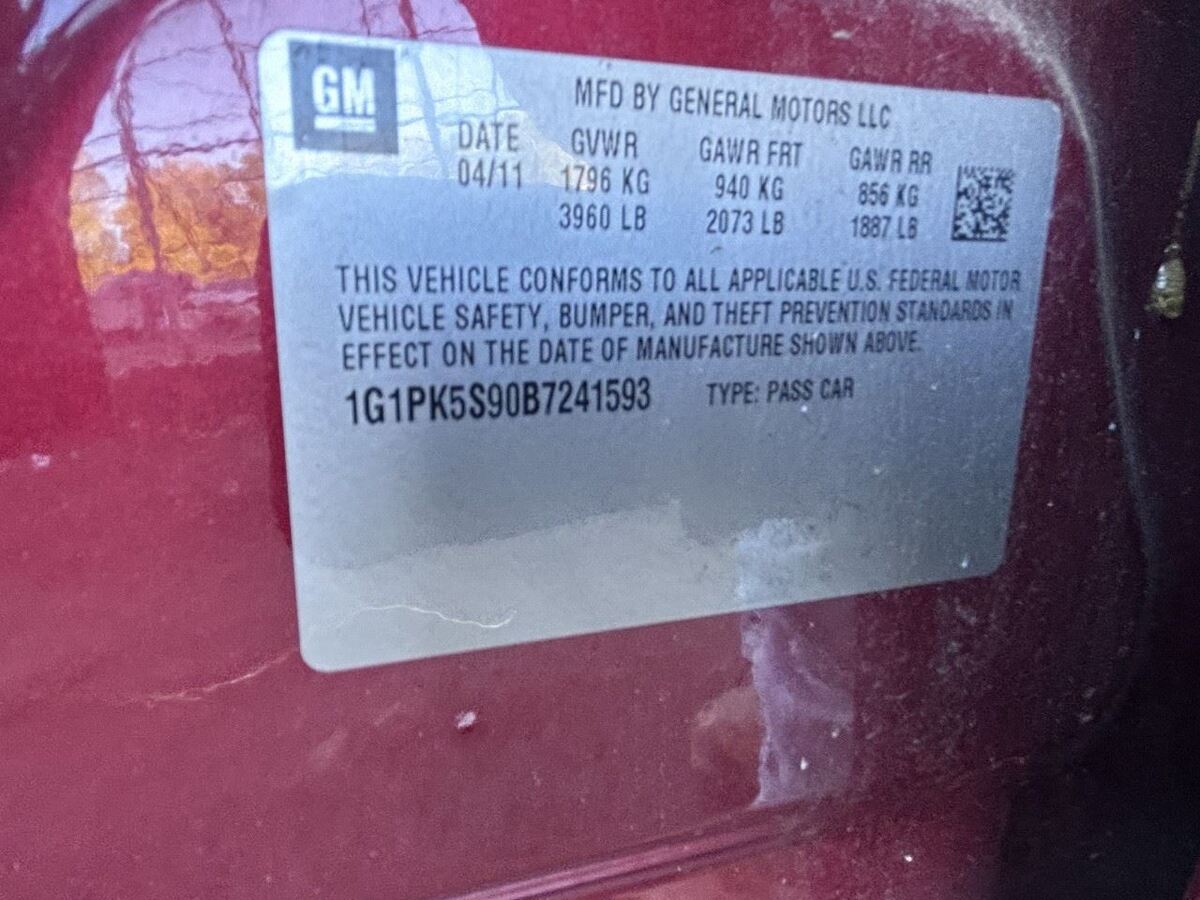 GM
MFD BY GENERAL MOTORS LLC
DATE GVWR GAWR FRT GAWR RR
04/11 1796 KG 940 KG 856 KG
3960 LB 2073 LB 1887 LB
THIS VEHICLE CONFORMS TO ALL APPLICABLE U.S. FEDERAL MOTOR
VEHICLE SAFETY, BUMPER, AND THEFT PREVENTION STANDARDS IN
EFFECT ON THE DATE OF MANUFACTURE SHOWN ABOVE.
1G1PK5S90B7241593 TYPE: PASS CAR